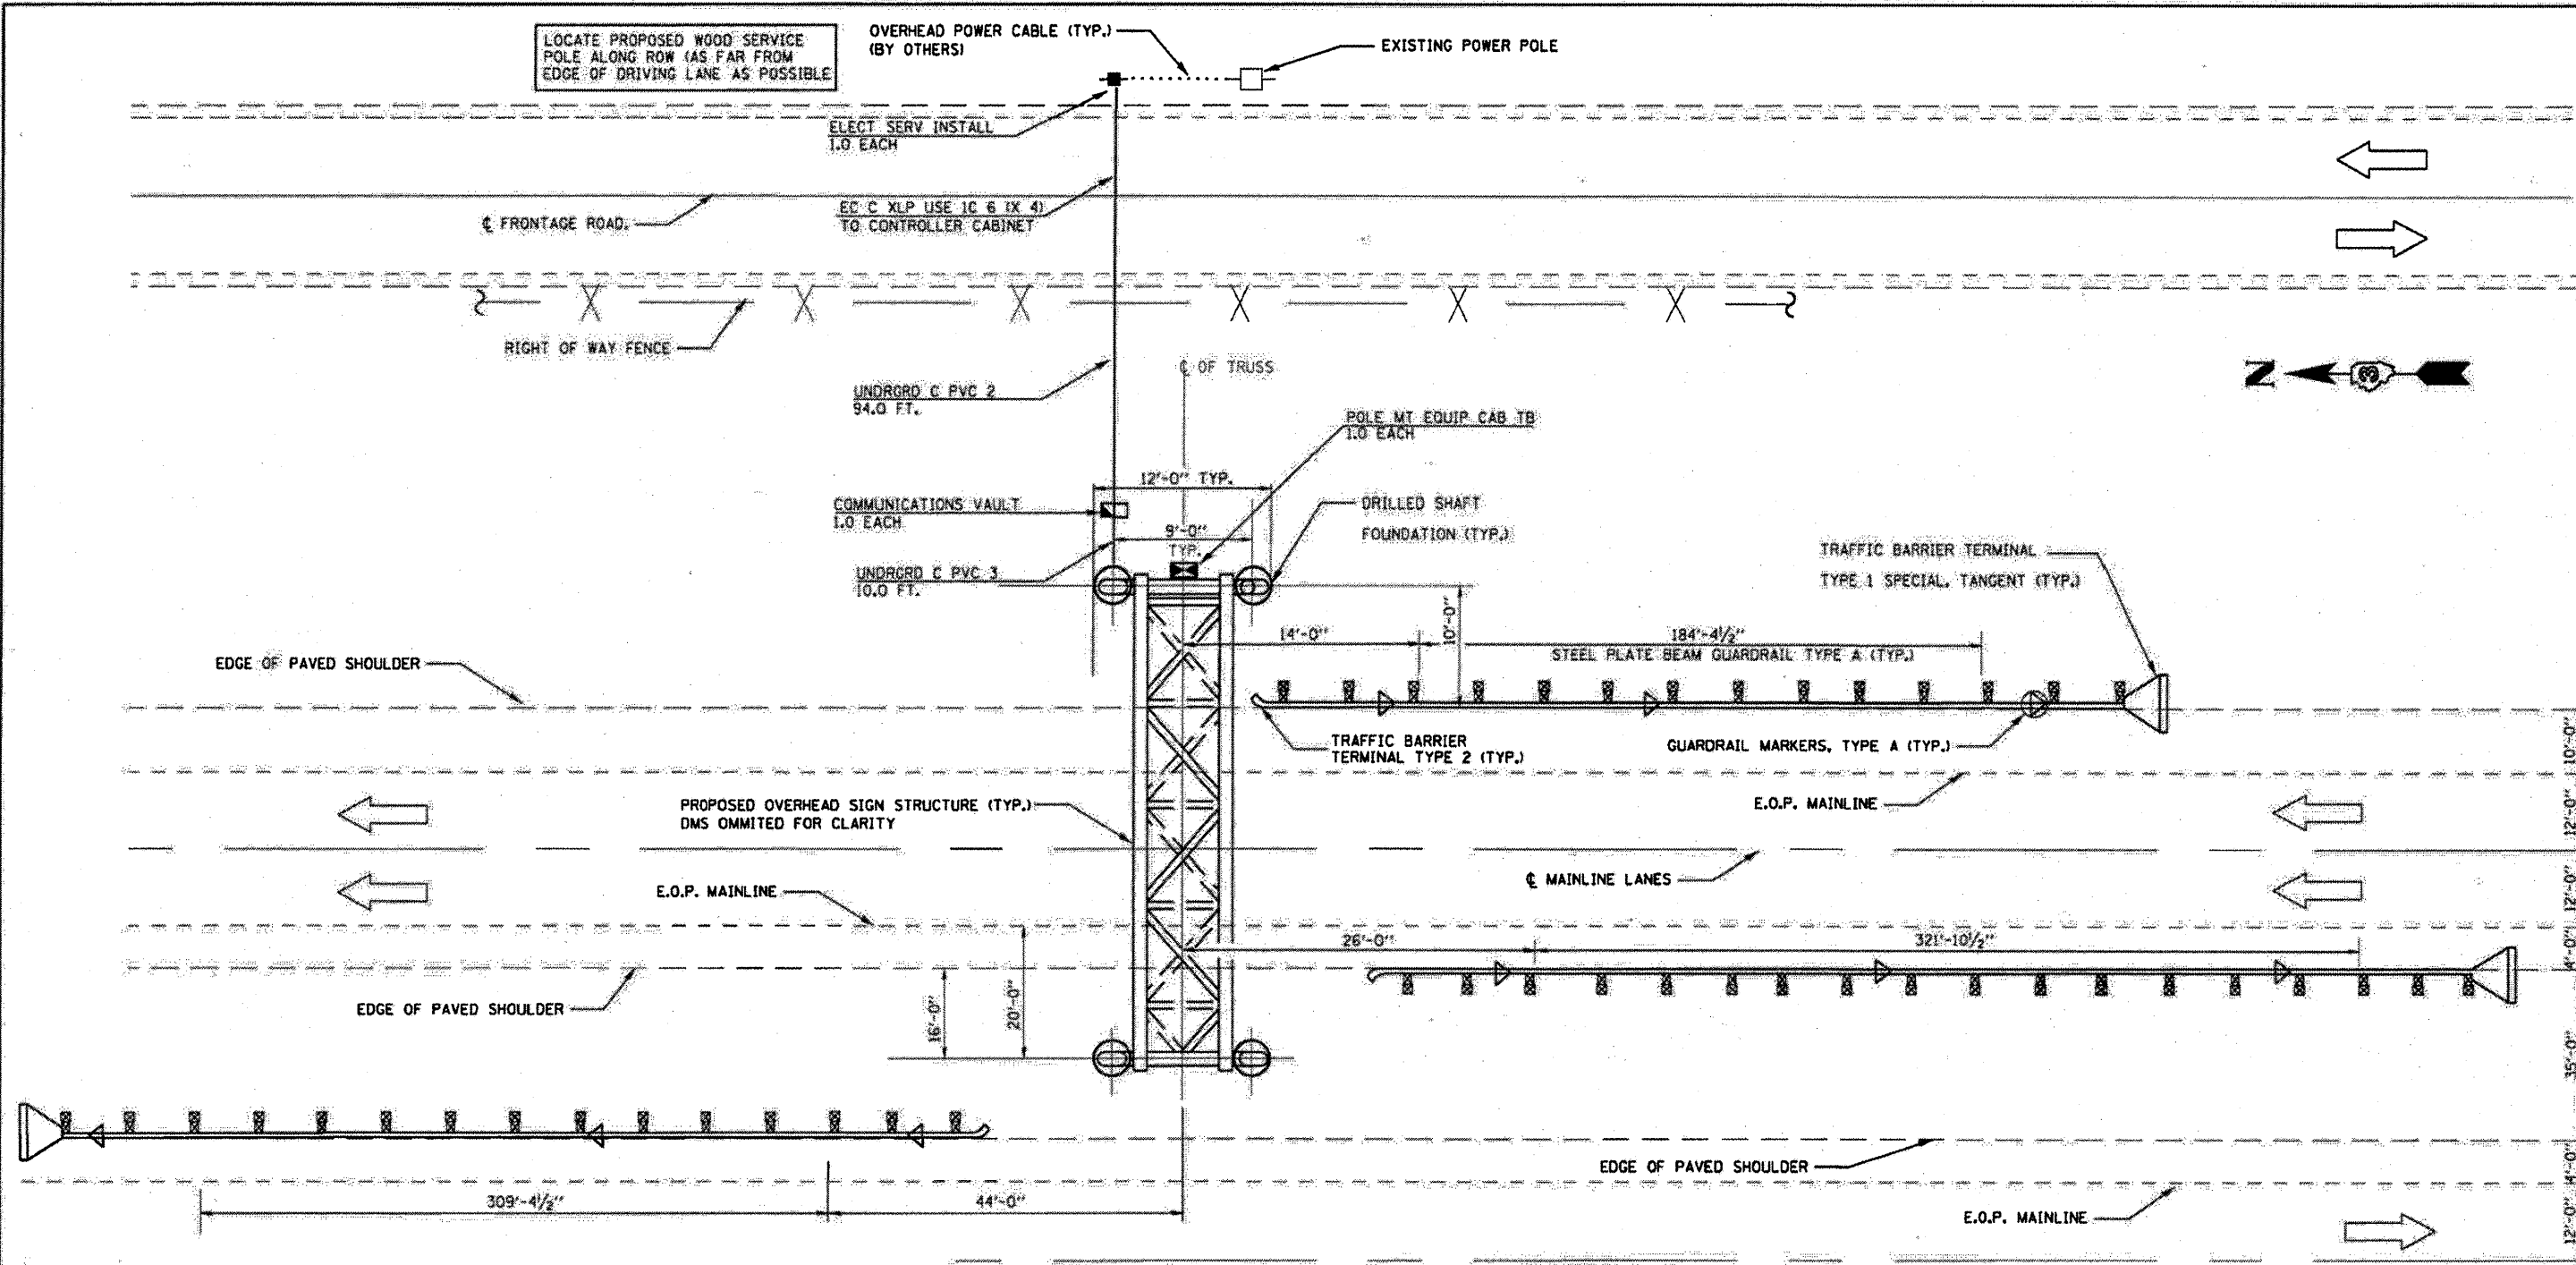 LOCATE PROPOSED WOOD SERVICE
POLE ALONG ROW (AS FAR FROM
EDGE OF DRIVING LANE AS POSSIBLE
OVERHEAD POWER CABLE (TYP.)
(BY OTHERS)
EXISTING POWER POLE
ELECT SERV INSTALL
1.0 EACH
℄ FRONTAGE ROAD.
EC C XLP USE 1C 6 (X 4)
TO CONTROLLER CABINET
RIGHT OF WAY FENCE
℄ OF TRUSS
N
3
UNDRGRD C PVC 2
94.0 FT.
POLE MT EQUIP CAB TB
1.0 EACH
12'-0" TYP.
COMMUNICATIONS VAULT
1.0 EACH
DRILLED SHAFT
FOUNDATION (TYP.)
9'-0"
TYP.
UNDRGRD C PVC 3
10.0 FT.
TRAFFIC BARRIER TERMINAL
TYPE 1 SPECIAL, TANGENT (TYP.)
10'-0"
14'-0"
184'-4½"
STEEL PLATE BEAM GUARDRAIL TYPE A (TYP.)
EDGE OF PAVED SHOULDER
TRAFFIC BARRIER
TERMINAL TYPE 2 (TYP.)
GUARDRAIL MARKERS, TYPE A (TYP.)
10'-0"
PROPOSED OVERHEAD SIGN STRUCTURE (TYP.)
DMS OMMITED FOR CLARITY
E.O.P. MAINLINE
12'-0"
℄ MAINLINE LANES
E.O.P. MAINLINE
12'-0"
26'-0"
321'-10½"
4'-0"
EDGE OF PAVED SHOULDER
16'-0"
20'-0"
35'-0"
EDGE OF PAVED SHOULDER
4'-0"
309'-4½"
44'-0"
E.O.P. MAINLINE
12'-0"